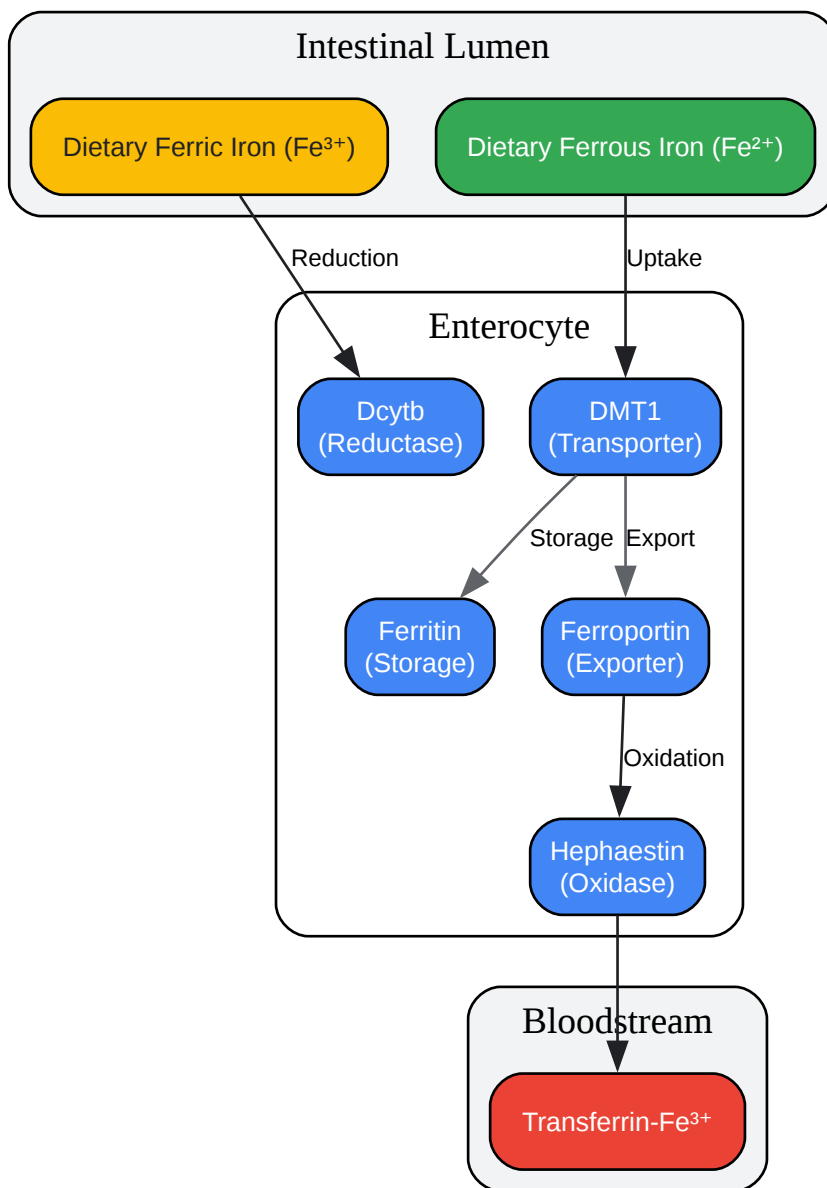 Intestinal Lumen
Dietary Ferric Iron (Fe³⁺)
Dietary Ferrous Iron (Fe²⁺)
Reduction
Uptake
Enterocyte
Dcytb
(Reductase)
DMT1
(Transporter)
Storage
Export
Ferritin
(Storage)
Ferroportin
(Exporter)
Oxidation
Hephaestin
(Oxidase)
Bloodstream
Transferrin-Fe³⁺